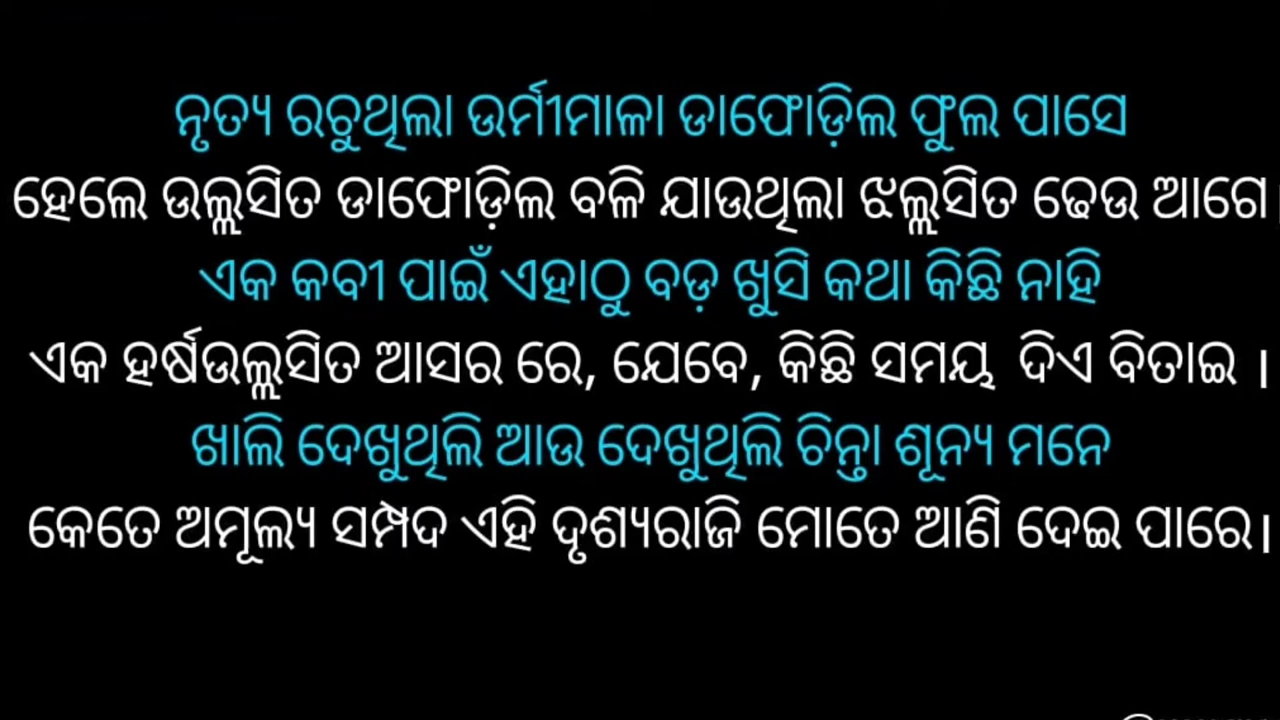 ନୃତ୍ୟ ରଚୁଥିଲା ଉର୍ମୀମାଳା ଡାଫୋଡ଼ିଲ ଫୁଲ ପାସେ
ହେଲେ ଉଲ୍ଲସିତ ଡାଫୋଡ଼ିଲ ବଳି ଯାଉଥିଲା ଝଲ୍ଲସିତ ଢେଉ ଆଗେ
ଏକ କବୀ ପାଇଁ ଏହାଠୁ ବଡ଼ ଖୁସି କଥା କିଛି ନାହି
ଏକ ହର୍ଷଉଲ୍ଲସିତ ଆସର ରେ, ଯେବେ, କିଛି ସମୟ ଦିଏ ବିତାଇ ।
ଖାଲି ଦେଖୁଥିଲି ଆଉ ଦେଖୁଥିଲି ଚିନ୍ତା ଶୂନ୍ୟ ମନେ
କେତେ ଅମୂଲ୍ୟ ସମ୍ପଦ ଏହି ଦୃଶ୍ୟରାଜି ମୋତେ ଆଣି ଦେଇ ପାରେ।